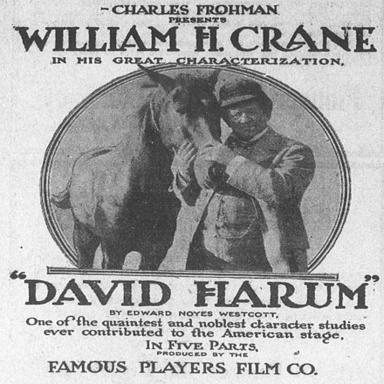 - CHARLES FROHMAN
PRESENTS
WILLIAM H. CRANE
IN HIS GREAT CHARACTERIZATION,
"DAVID HARUM"
BY EDWARD NOYES WESTCOTT.
One of the quaintest and noblest character studies
ever contributed to the American stage,
IN FIVE PARTS,
PRODUCED BY THE
FAMOUS PLAYERS FILM CO.